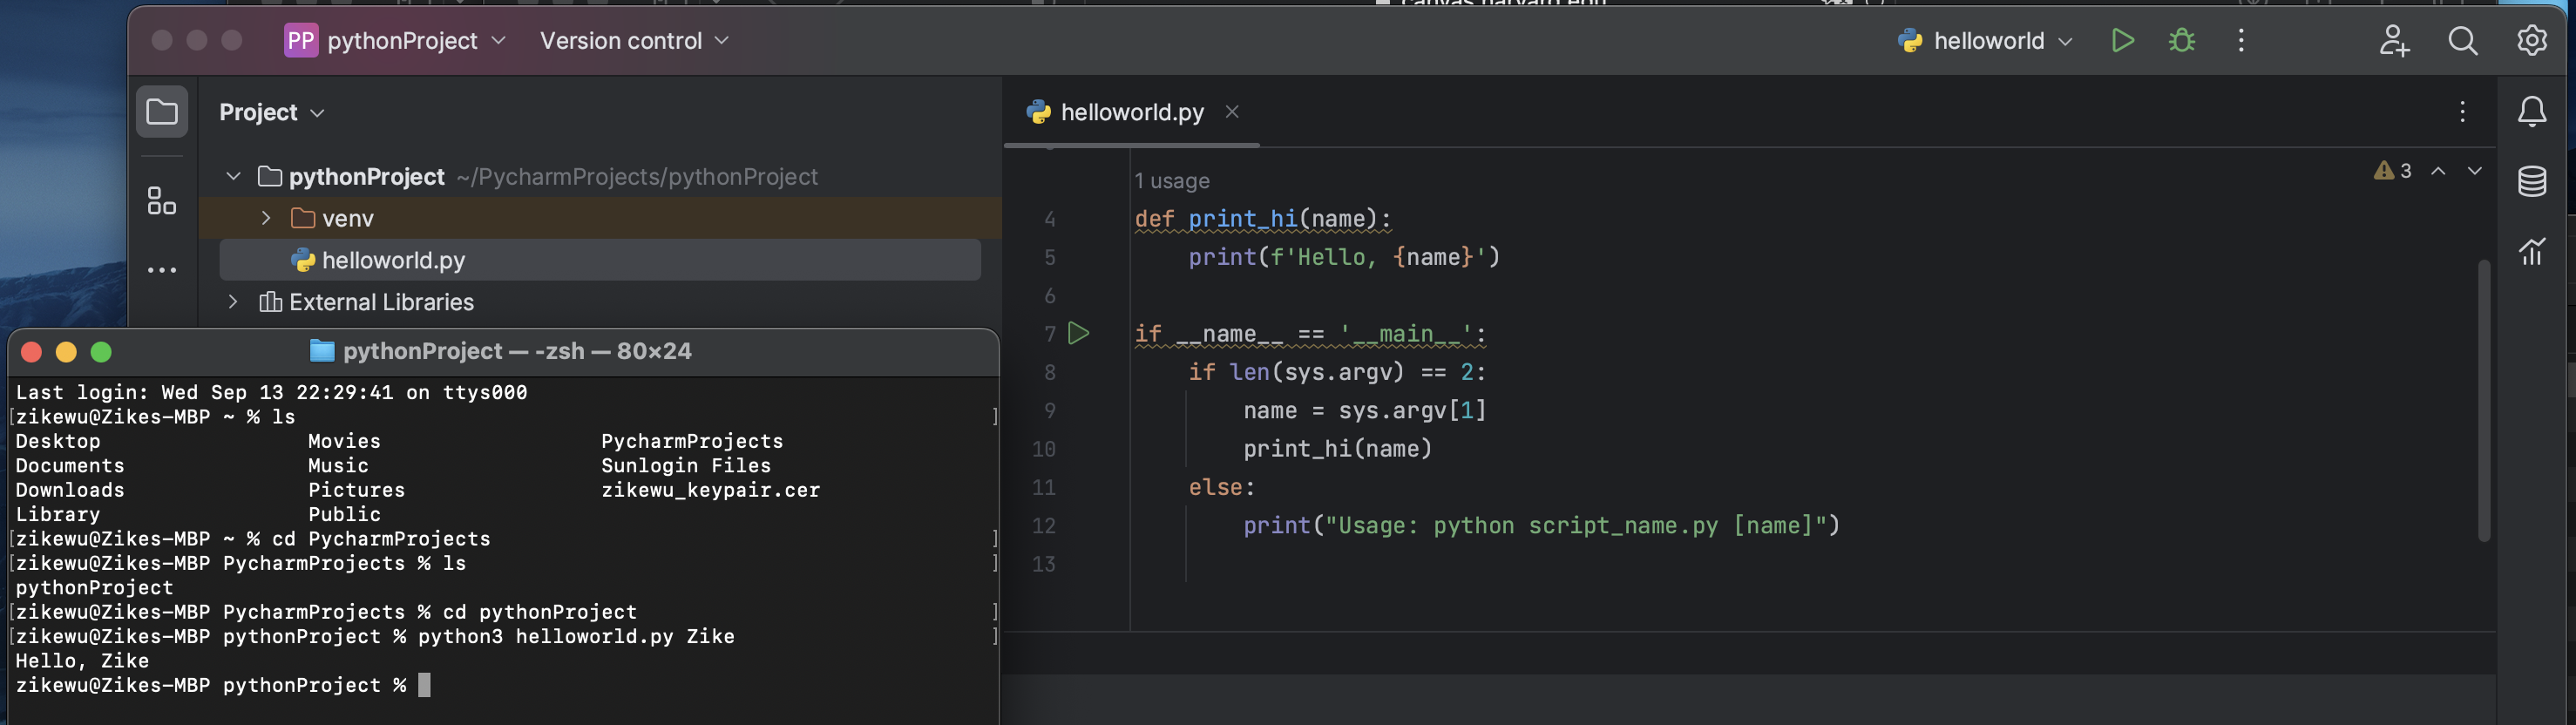 canvas.harvard.edu
PP pythonProject Version control helloworld
Project
helloworld.py
pythonProject ~/PycharmProjects/pythonProject
venv
helloworld.py
External Libraries
3
1 usage
4 def print_hi(name):
5 print(f'Hello, {name}')
6
7 if __name__ == '__main__':
8 if len(sys.argv) == 2:
9 name = sys.argv[1]
10 print_hi(name)
11 else:
12 print("Usage: python script_name.py [name]")
13
pythonProject — -zsh — 80×24
Last login: Wed Sep 13 22:29:41 on ttys000
[zikewu@Zikes-MBP ~ % ls ]
Desktop Movies PycharmProjects
Documents Music Sunlogin Files
Downloads Pictures zikewu_keypair.cer
Library Public
[zikewu@Zikes-MBP ~ % cd PycharmProjects ]
[zikewu@Zikes-MBP PycharmProjects % ls ]
pythonProject
[zikewu@Zikes-MBP PycharmProjects % cd pythonProject ]
[zikewu@Zikes-MBP pythonProject % python3 helloworld.py Zike ]
Hello, Zike
zikewu@Zikes-MBP pythonProject %